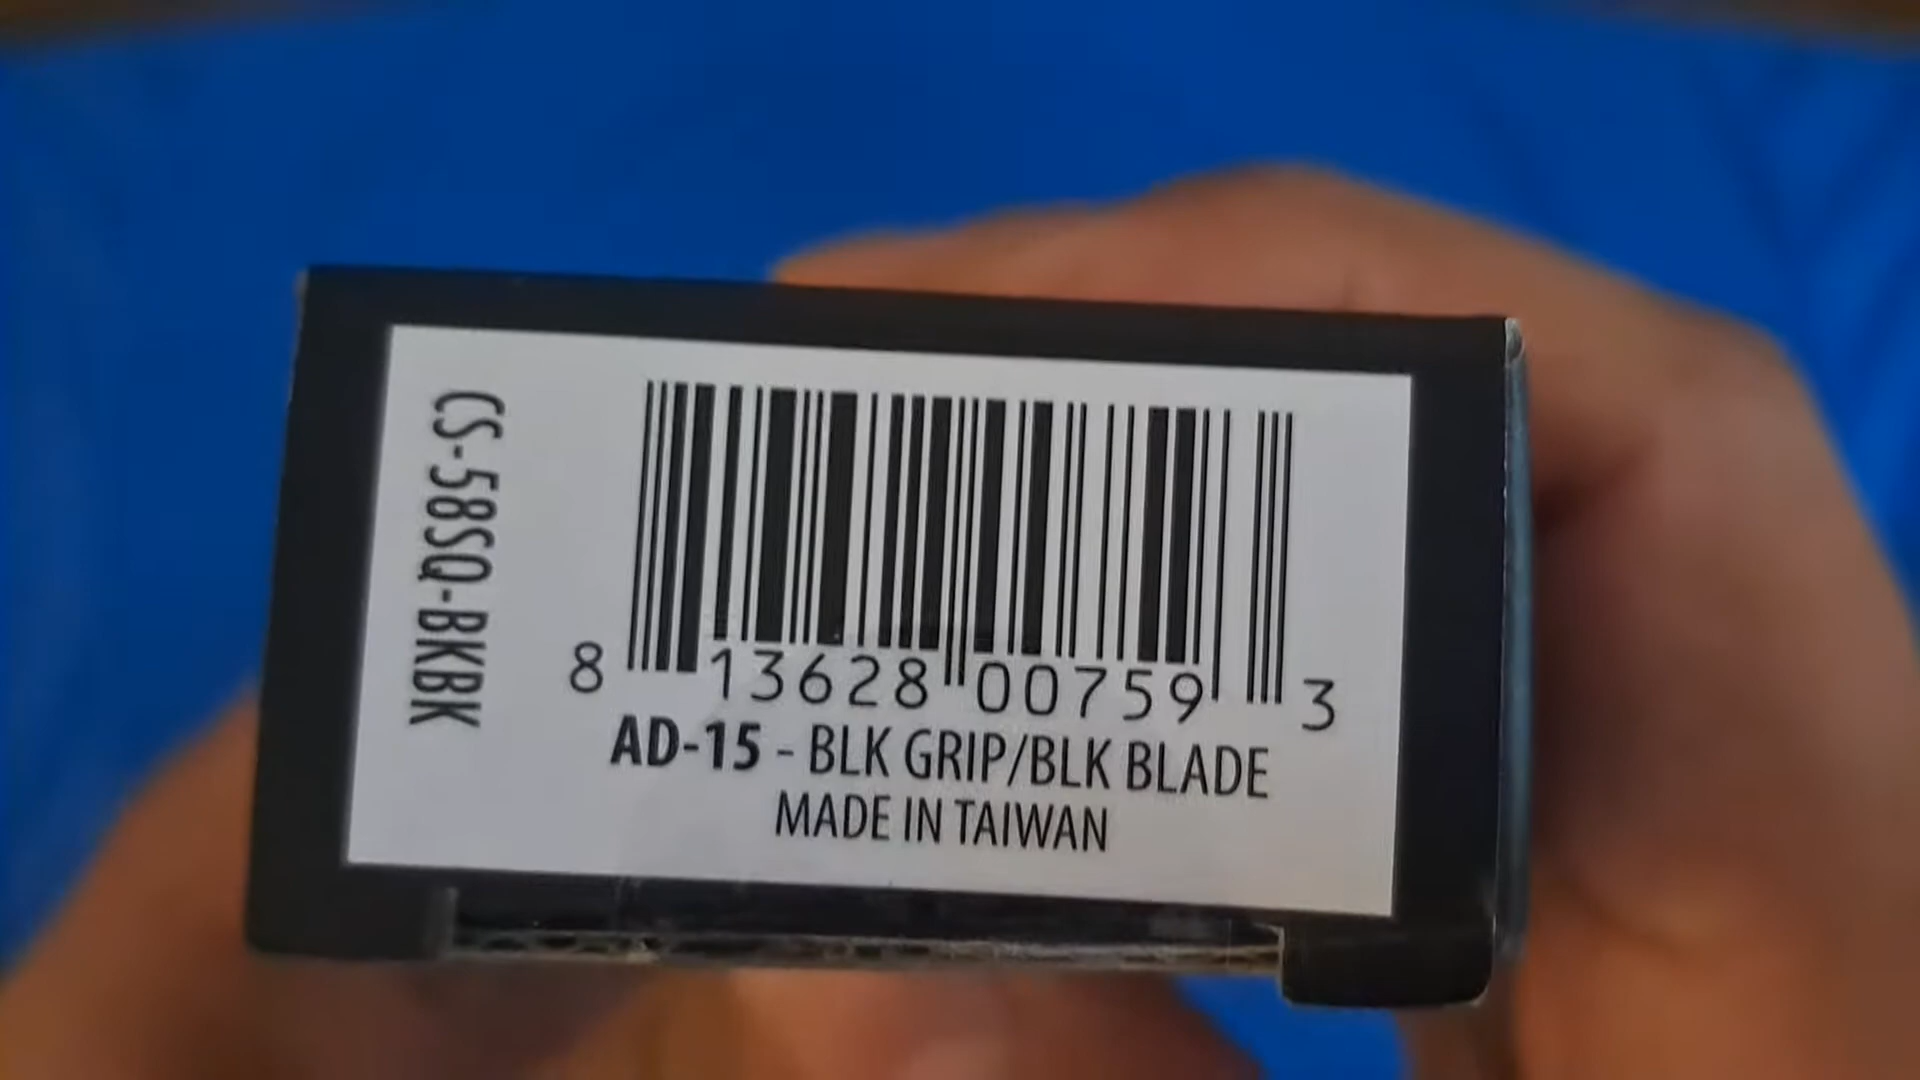 CS-58SQ-BKBK
8 13628 00759 3
AD-15 - BLK GRIP/BLK BLADE
MADE IN TAIWAN